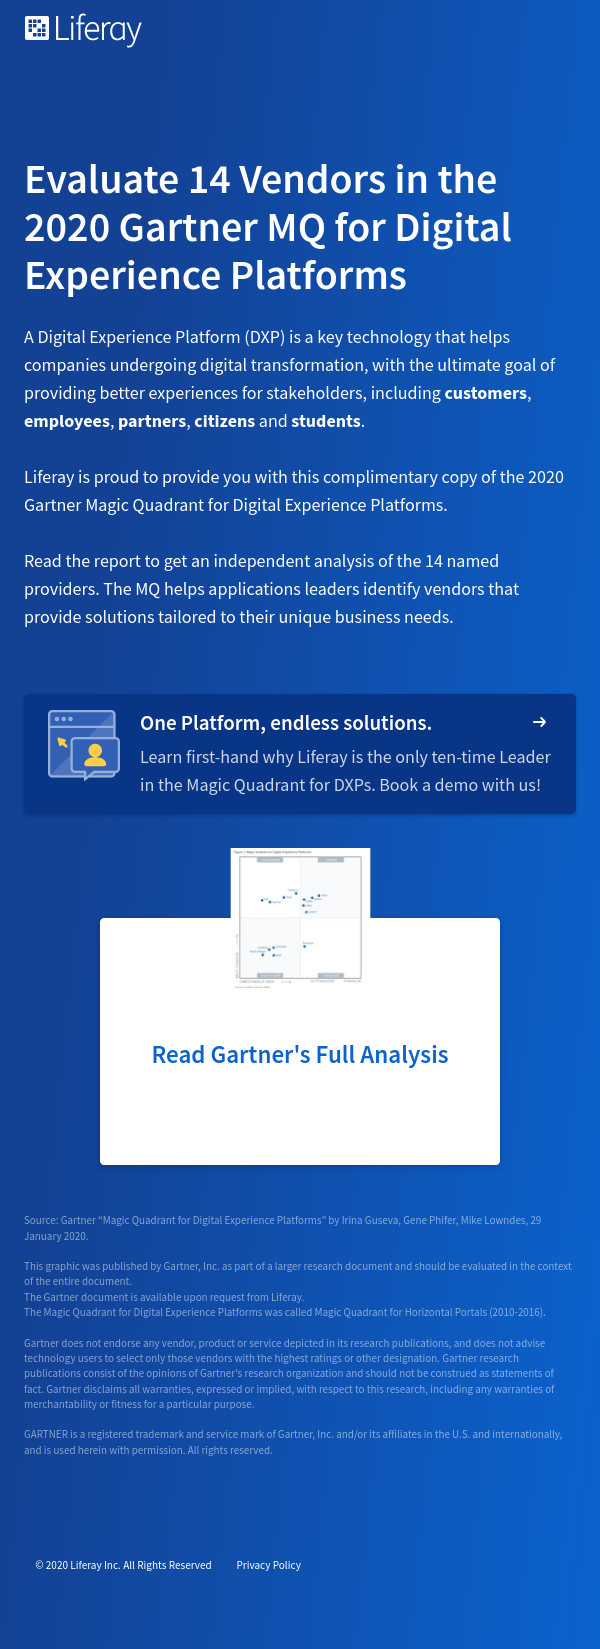 Liferay
Evaluate 14 Vendors in the
2020 Gartner MQ for Digital
Experience Platforms
A Digital Experience Platform (DXP) is a key technology that helps
companies undergoing digital transformation, with the ultimate goal of
providing better experiences for stakeholders, including customers,
employees, partners, citizens and students.
Liferay is proud to provide you with this complimentary copy of the 2020
Gartner Magic Quadrant for Digital Experience Platforms.
Read the report to get an independent analysis of the 14 named
providers. The MQ helps applications leaders identify vendors that
provide solutions tailored to their unique business needs.
One Platform, endless solutions.
Learn first-hand why Liferay is the only ten-time Leader
in the Magic Quadrant for DXPs. Book a demo with us!
Read Gartner's Full Analysis
Source: Gartner “Magic Quadrant for Digital Experience Platforms” by Irina Guseva, Gene Phifer, Mike Lowndes, 29
January 2020.
This graphic was published by Gartner, Inc. as part of a larger research document and should be evaluated in the context
of the entire document.
The Gartner document is available upon request from Liferay.
The Magic Quadrant for Digital Experience Platforms was called Magic Quadrant for Horizontal Portals (2010-2016).
Gartner does not endorse any vendor, product or service depicted in its research publications, and does not advise
technology users to select only those vendors with the highest ratings or other designation. Gartner research
publications consist of the opinions of Gartner's research organization and should not be construed as statements of
fact. Gartner disclaims all warranties, expressed or implied, with respect to this research, including any warranties of
merchantability or fitness for a particular purpose.
GARTNER is a registered trademark and service mark of Gartner, Inc. and/or its affiliates in the U.S. and internationally,
and is used herein with permission. All rights reserved.
© 2020 Liferay Inc. All Rights Reserved Privacy Policy